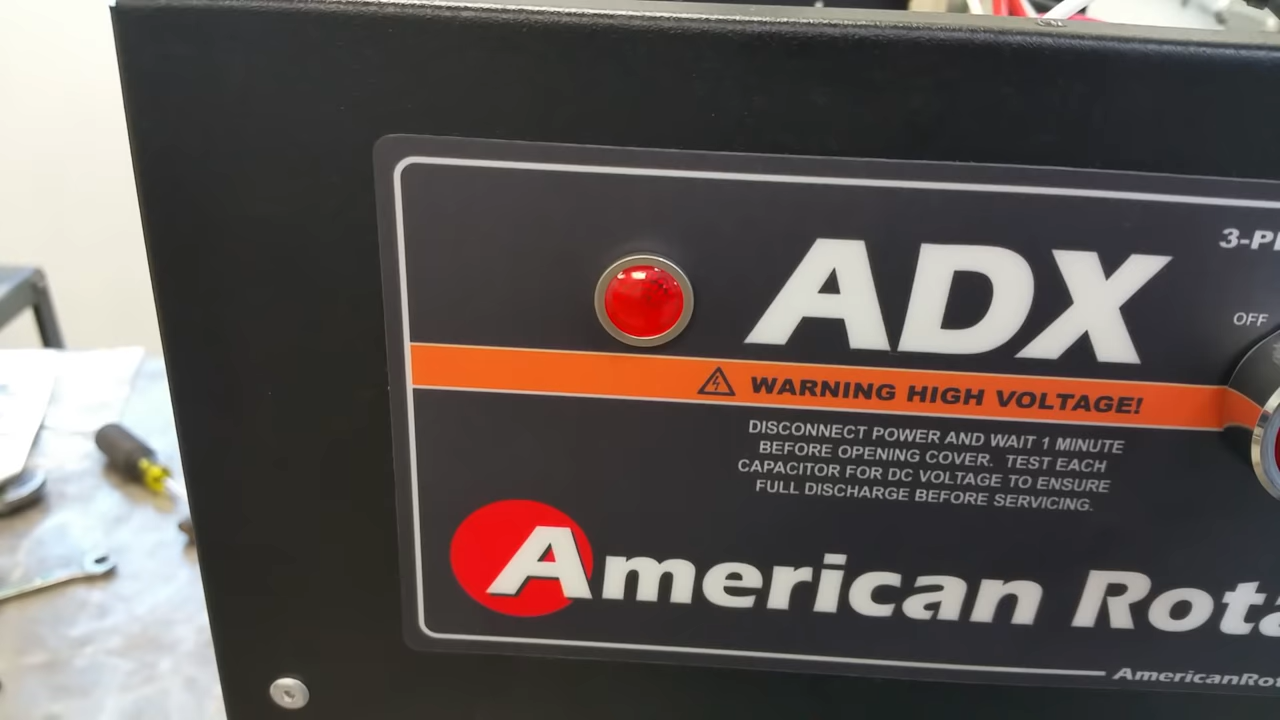 ADX
OFF
WARNING HIGH VOLTAGE!
DISCONNECT POWER AND WAIT 1 MINUTE
BEFORE OPENING COVER. TEST EACH
CAPACITOR FOR DC VOLTAGE TO ENSURE
FULL DISCHARGE BEFORE SERVICING.
American